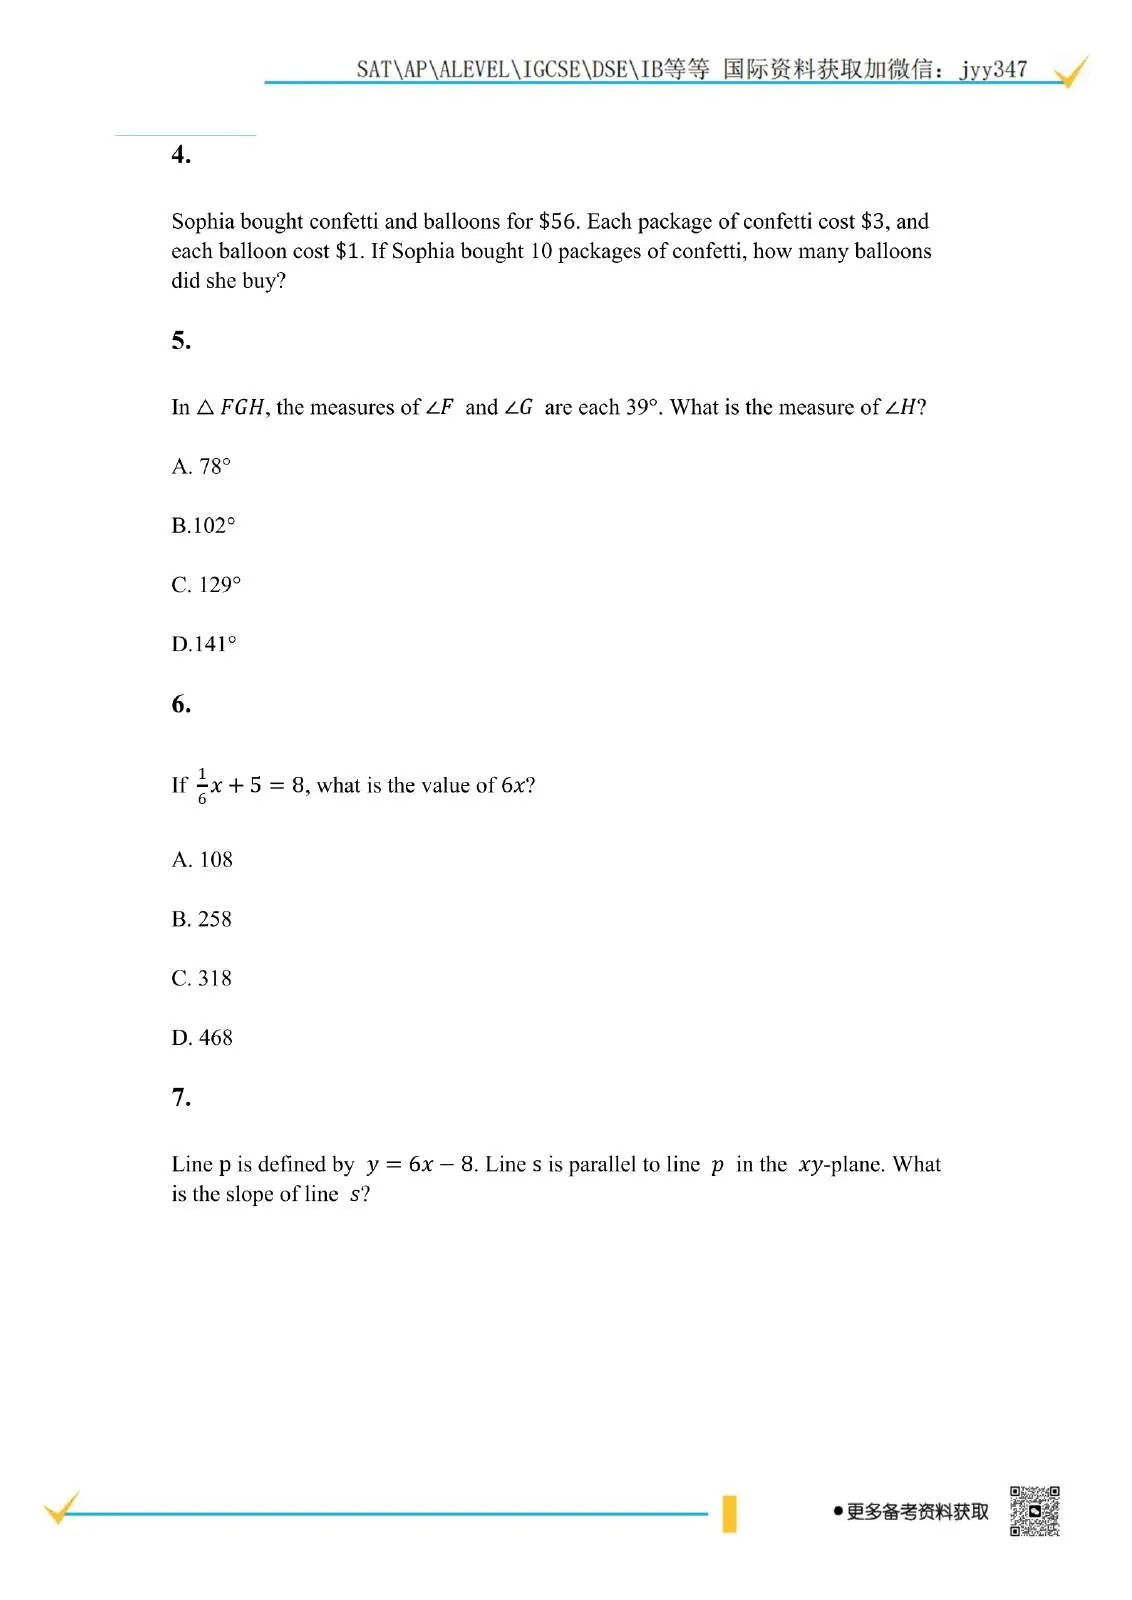 SAT\AP\ALEVEL\IGCSE\DSE\IB等等 国际资料获取加微信: jyy347
4.
Sophia bought confetti and balloons for $56. Each package of confetti cost $3, and
each balloon cost $1. If Sophia bought 10 packages of confetti, how many balloons
did she buy?
5.
In △ FGH, the measures of ∠F and ∠G are each 39°. What is the measure of ∠H?
A. 78°
B.102°
C. 129°
D.141°
6.
If 1/6 x + 5 = 8, what is the value of 6x?
A. 108
B. 258
C. 318
D. 468
7.
Line p is defined by y = 6x − 8. Line s is parallel to line p in the xy-plane. What
is the slope of line s?
●更多备考资料获取